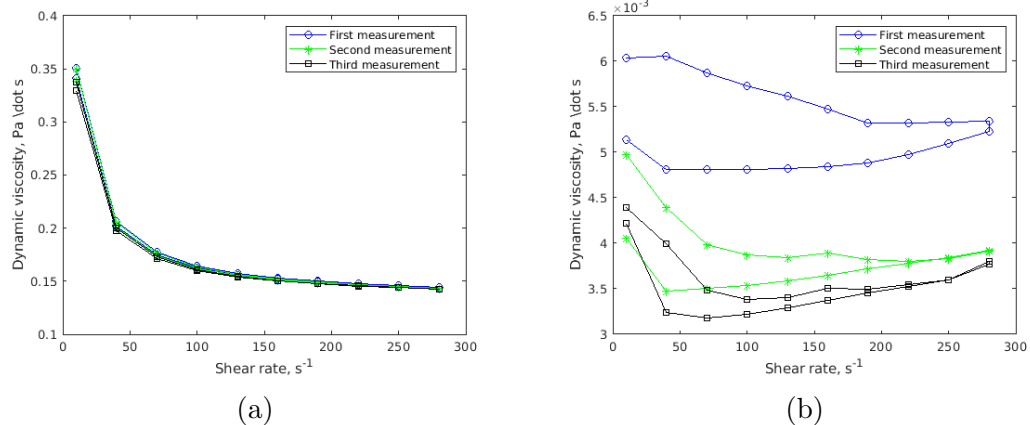 0.4
0.35
0.3
0.25
0.2
0.15
0.1
0 50 100 150 200 250 300
Dynamic viscosity, Pa \dot s
Shear rate, s⁻¹
First measurement
Second measurement
Third measurement
(a)
×10⁻³
6.5
6
5.5
5
4.5
4
3.5
3
0 50 100 150 200 250 300
Dynamic viscosity, Pa \dot s
Shear rate, s⁻¹
First measurement
Second measurement
Third measurement
(b)